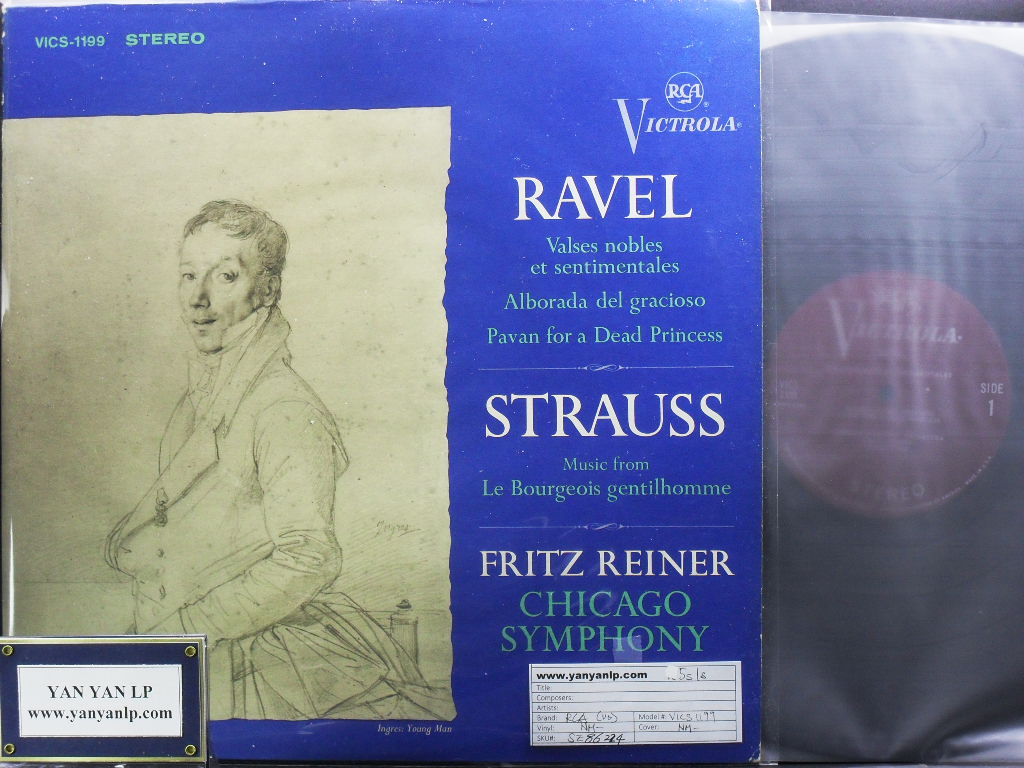 VICS-1199 STEREO
RCA
VICTROLA
RAVEL
Valses nobles
et sentimentales
Alborada del gracioso
Pavan for a Dead Princess
STRAUSS
Music from
Le Bourgeois gentilhomme
FRITZ REINER
CHICAGO
SYMPHONY
Ingres
Ingres: Young Man
YAN YAN LP
www.yanyanlp.com
www.yanyanlp.com
Title:
Composers:
Artists:
Brand: RCA (US) Model#: VICS 1199
Vinyl: NM- Cover: NM-
SKU#:
VICTROLA
SIDE
1
STEREO